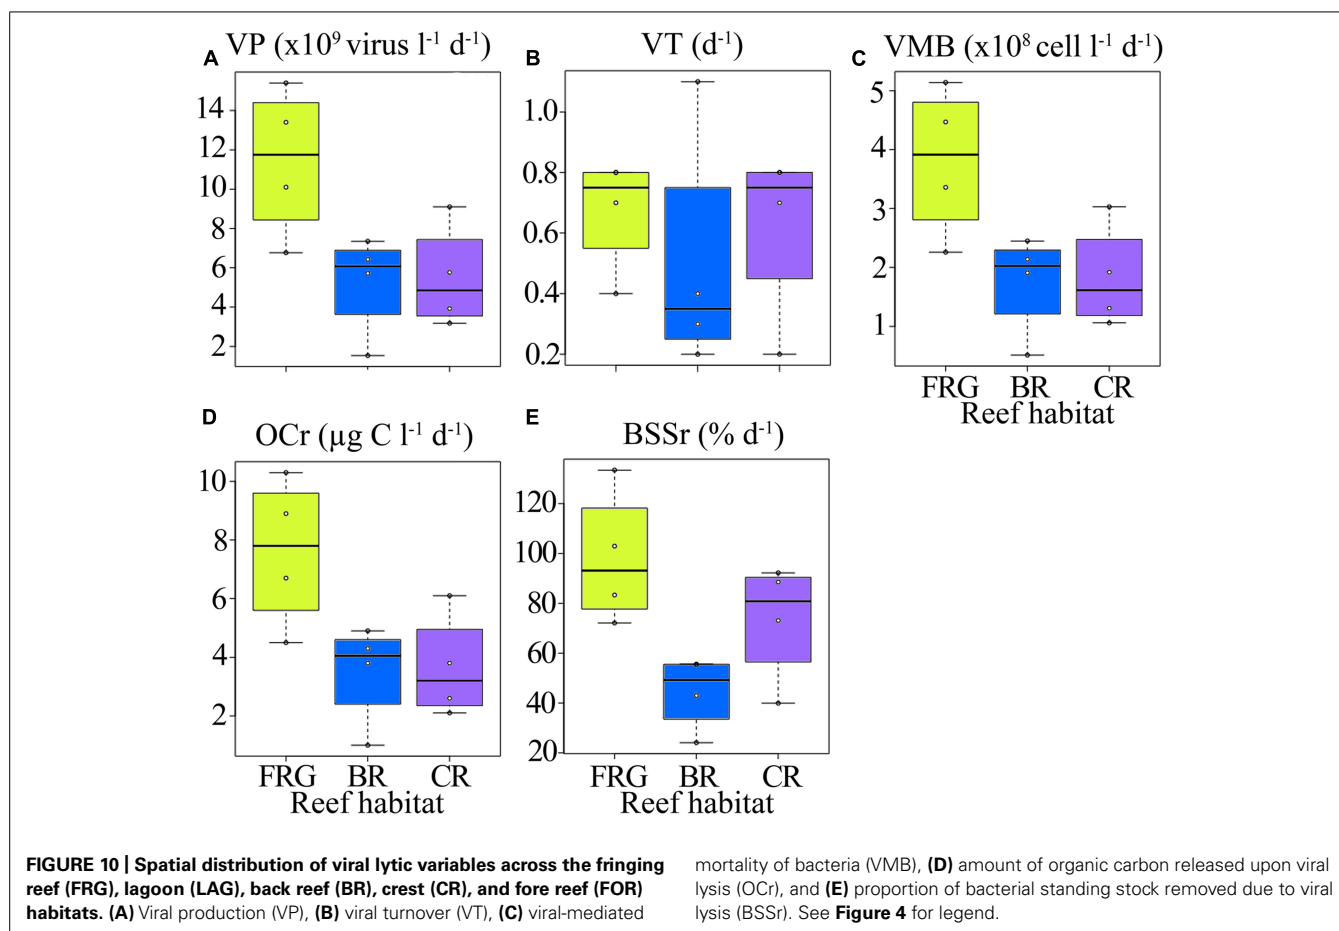 A
VP (x10⁹ virus l⁻¹ d⁻¹)
14
12
10
8
6
4
2
B
VT (d⁻¹)
1.0
0.8
0.6
0.4
0.2
C
VMB (x10⁸ cell l⁻¹ d⁻¹)
5
4
3
2
1
FRG BR CR
Reef habitat
D
OCr (µg C l⁻¹ d⁻¹)
10
8
6
4
2
FRG BR CR
Reef habitat
E
BSSr (% d⁻¹)
120
100
80
60
40
20
FRG BR CR
Reef habitat
FIGURE 10 | Spatial distribution of viral lytic variables across the fringing
reef (FRG), lagoon (LAG), back reef (BR), crest (CR), and fore reef (FOR)
habitats. (A) Viral production (VP), (B) viral turnover (VT), (C) viral-mediated
mortality of bacteria (VMB), (D) amount of organic carbon released upon viral
lysis (OCr), and (E) proportion of bacterial standing stock removed due to viral
lysis (BSSr). See Figure 4 for legend.